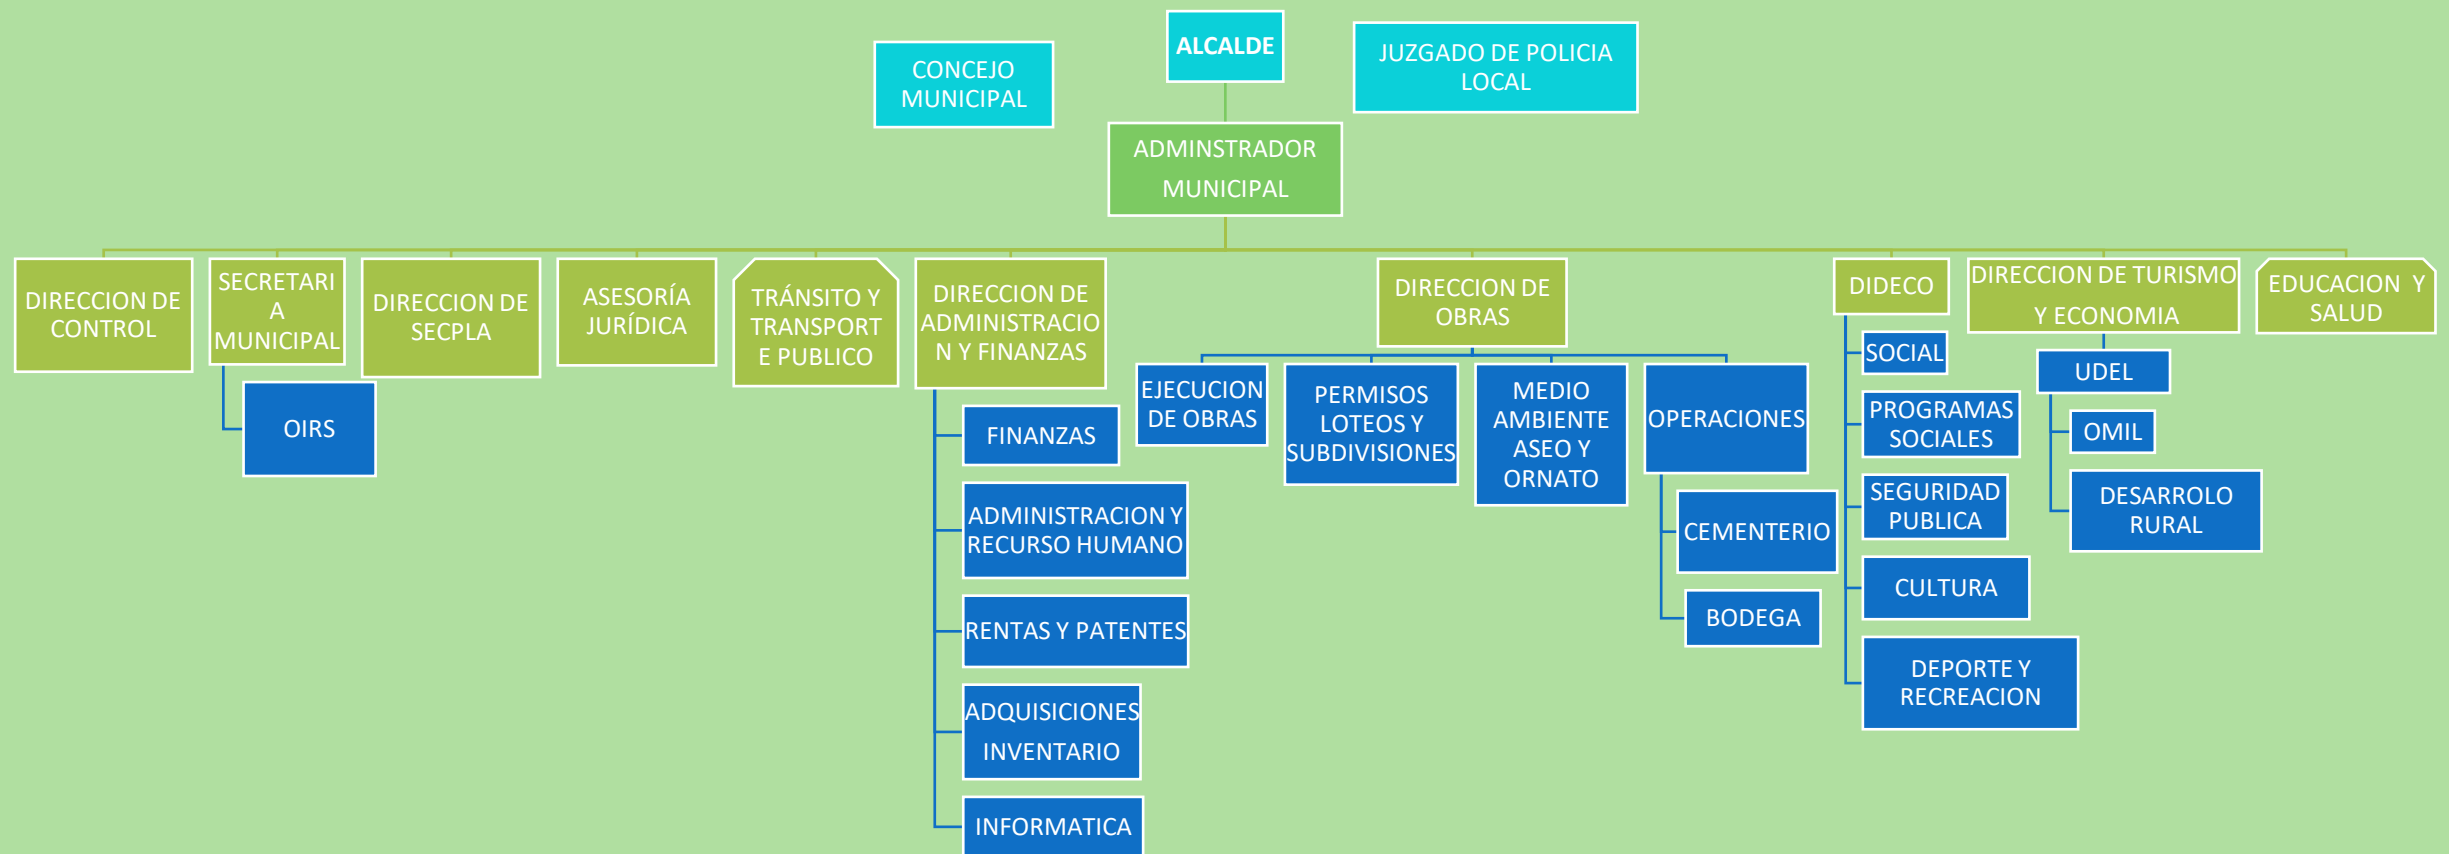 ALCALDE
CONCEJO
MUNICIPAL
JUZGADO DE POLICIA
LOCAL
ADMINSTRADOR
MUNICIPAL
DIRECCION DE
CONTROL
SECRETARI
A
MUNICIPAL
DIRECCION DE
SECPLA
ASESORÍA
JURÍDICA
TRÁNSITO Y
TRANSPORT
E PUBLICO
DIRECCION DE
ADMINISTRACIO
N Y FINANZAS
DIRECCION DE
OBRAS
DIDECO
DIRECCION DE TURISMO
Y ECONOMIA
EDUCACION Y
SALUD
OIRS
FINANZAS
ADMINISTRACION Y
RECURSO HUMANO
RENTAS Y PATENTES
ADQUISICIONES
INVENTARIO
INFORMATICA
EJECUCION
DE OBRAS
PERMISOS
LOTEOS Y
SUBDIVISIONES
MEDIO
AMBIENTE
ASEO Y
ORNATO
OPERACIONES
CEMENTERIO
BODEGA
SOCIAL
PROGRAMAS
SOCIALES
SEGURIDAD
PUBLICA
CULTURA
DEPORTE Y
RECREACION
UDEL
OMIL
DESARROLO
RURAL